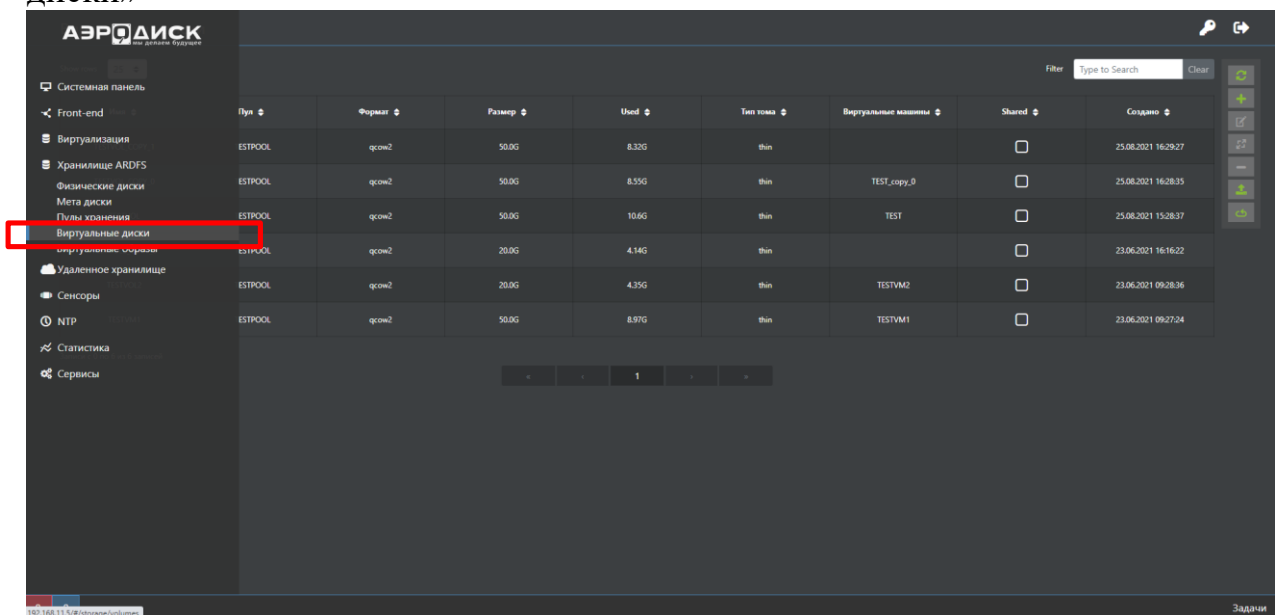 диски»
АЭРОДИСК
мы делаем будущее
Filter Type to Search Clear
Системная панель
Front-end
Виртуализация
Хранилище ARDFS
Физические диски
Мета диски
Пулы хранения
Виртуальные диски
Виртуальные образы
Удаленное хранилище
Сенсоры
NTP
Статистика
Сервисы
Пул Формат Размер Used Тип тома Виртуальные машины Shared Создано
ESTPOOL qcow2 50.0G 8.32G thin 25.08.2021 16:29:27
ESTPOOL qcow2 50.0G 8.55G thin TEST_copy_0 25.08.2021 16:28:35
ESTPOOL qcow2 50.0G 10.6G thin TEST 25.08.2021 15:28:37
ESTPOOL qcow2 20.0G 4.14G thin 23.06.2021 16:16:22
ESTPOOL qcow2 20.0G 4.35G thin TESTVM2 23.06.2021 09:28:36
ESTPOOL qcow2 50.0G 8.97G thin TESTVM1 23.06.2021 09:27:24
« ‹ 1 › »
192.168.11.5/#/storage/volumes
Задачи